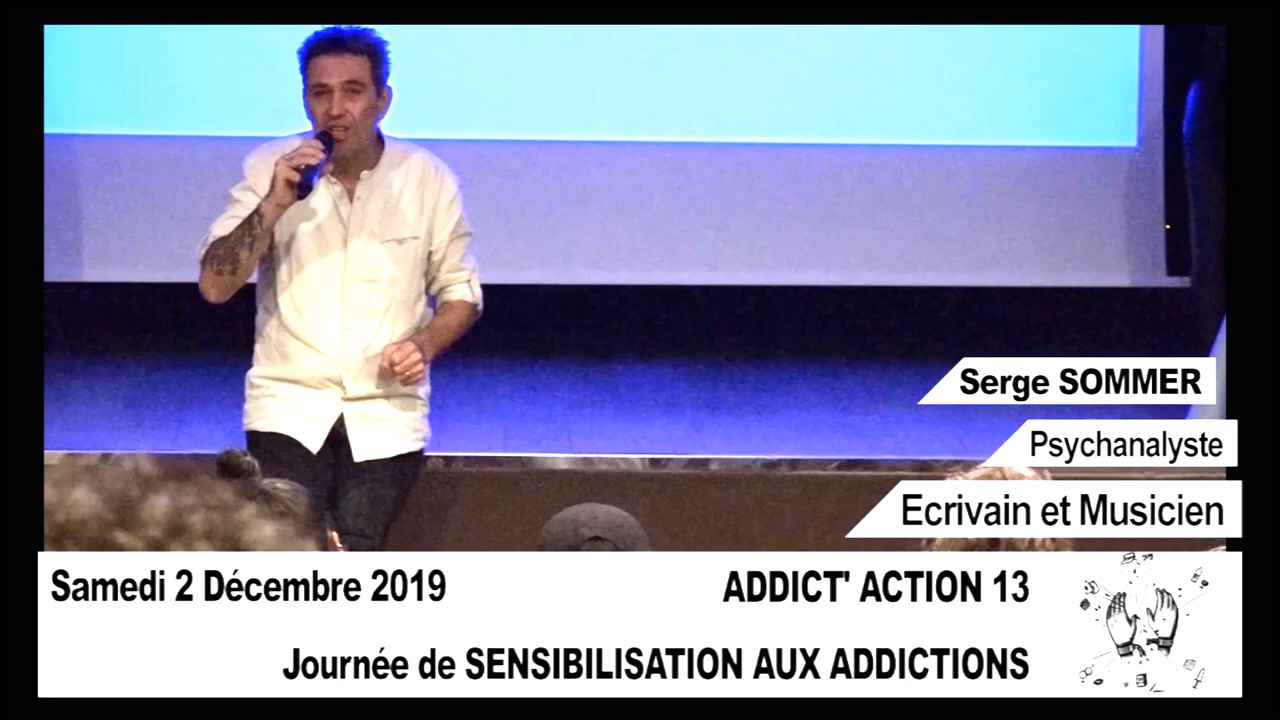 Serge SOMMER
Psychanalyste
Ecrivain et Musicien
Samedi 2 Décembre 2019
ADDICT' ACTION 13
Journée de SENSIBILISATION AUX ADDICTIONS